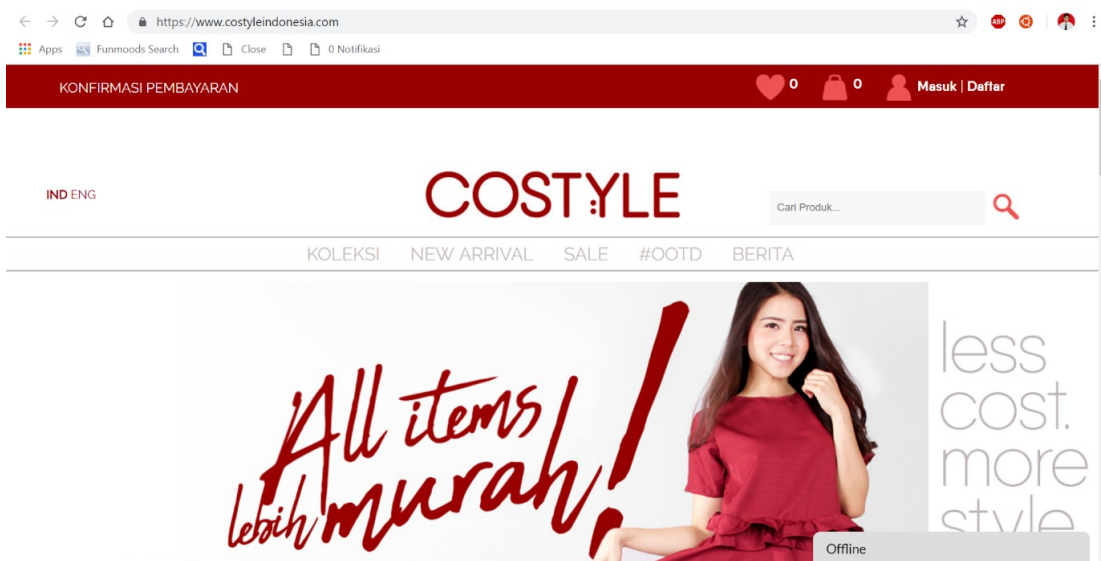 https://www.costyleindonesia.com
ABP
Apps Funmoods Search Close 0 Notifikasi
KONFIRMASI PEMBAYARAN 0 0 Masuk | Daftar
IND ENG
COSTYLE
Cari Produk...
KOLEKSI NEW ARRIVAL SALE #OOTD BERITA
All items
lebih murah!
less
cost.
more
style
Offline